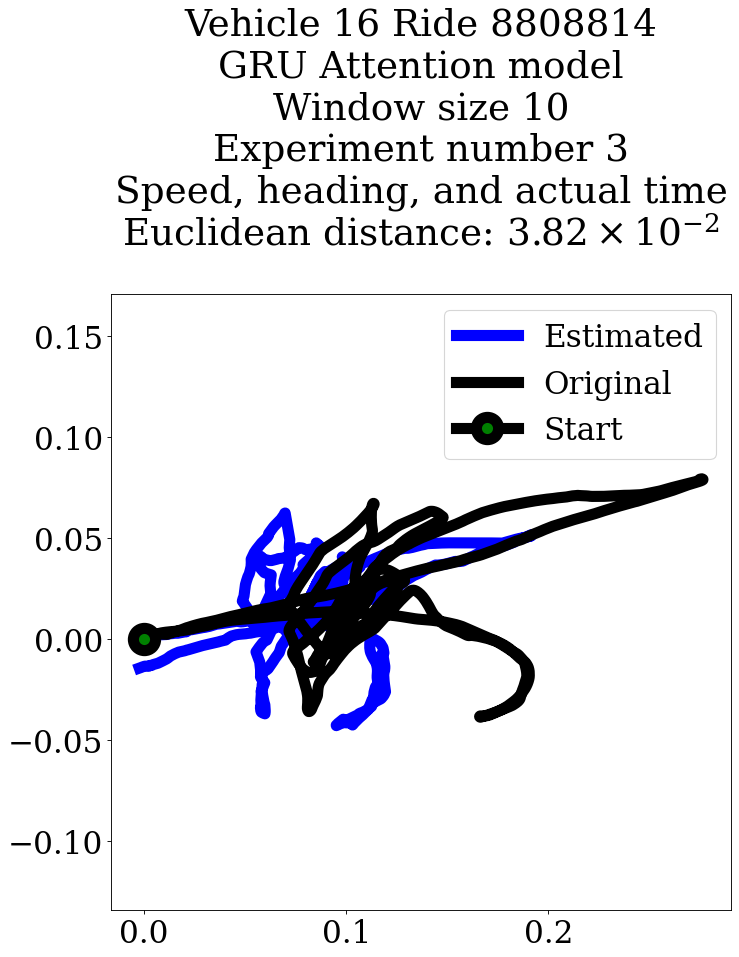 Vehicle 16 Ride 8808814
GRU Attention model
Window size 10
Experiment number 3
Speed, heading, and actual time
Euclidean distance: 3.82 × 10⁻²
Estimated
Original
Start
0.15
0.10
0.05
0.00
−0.05
−0.10
0.0
0.1
0.2